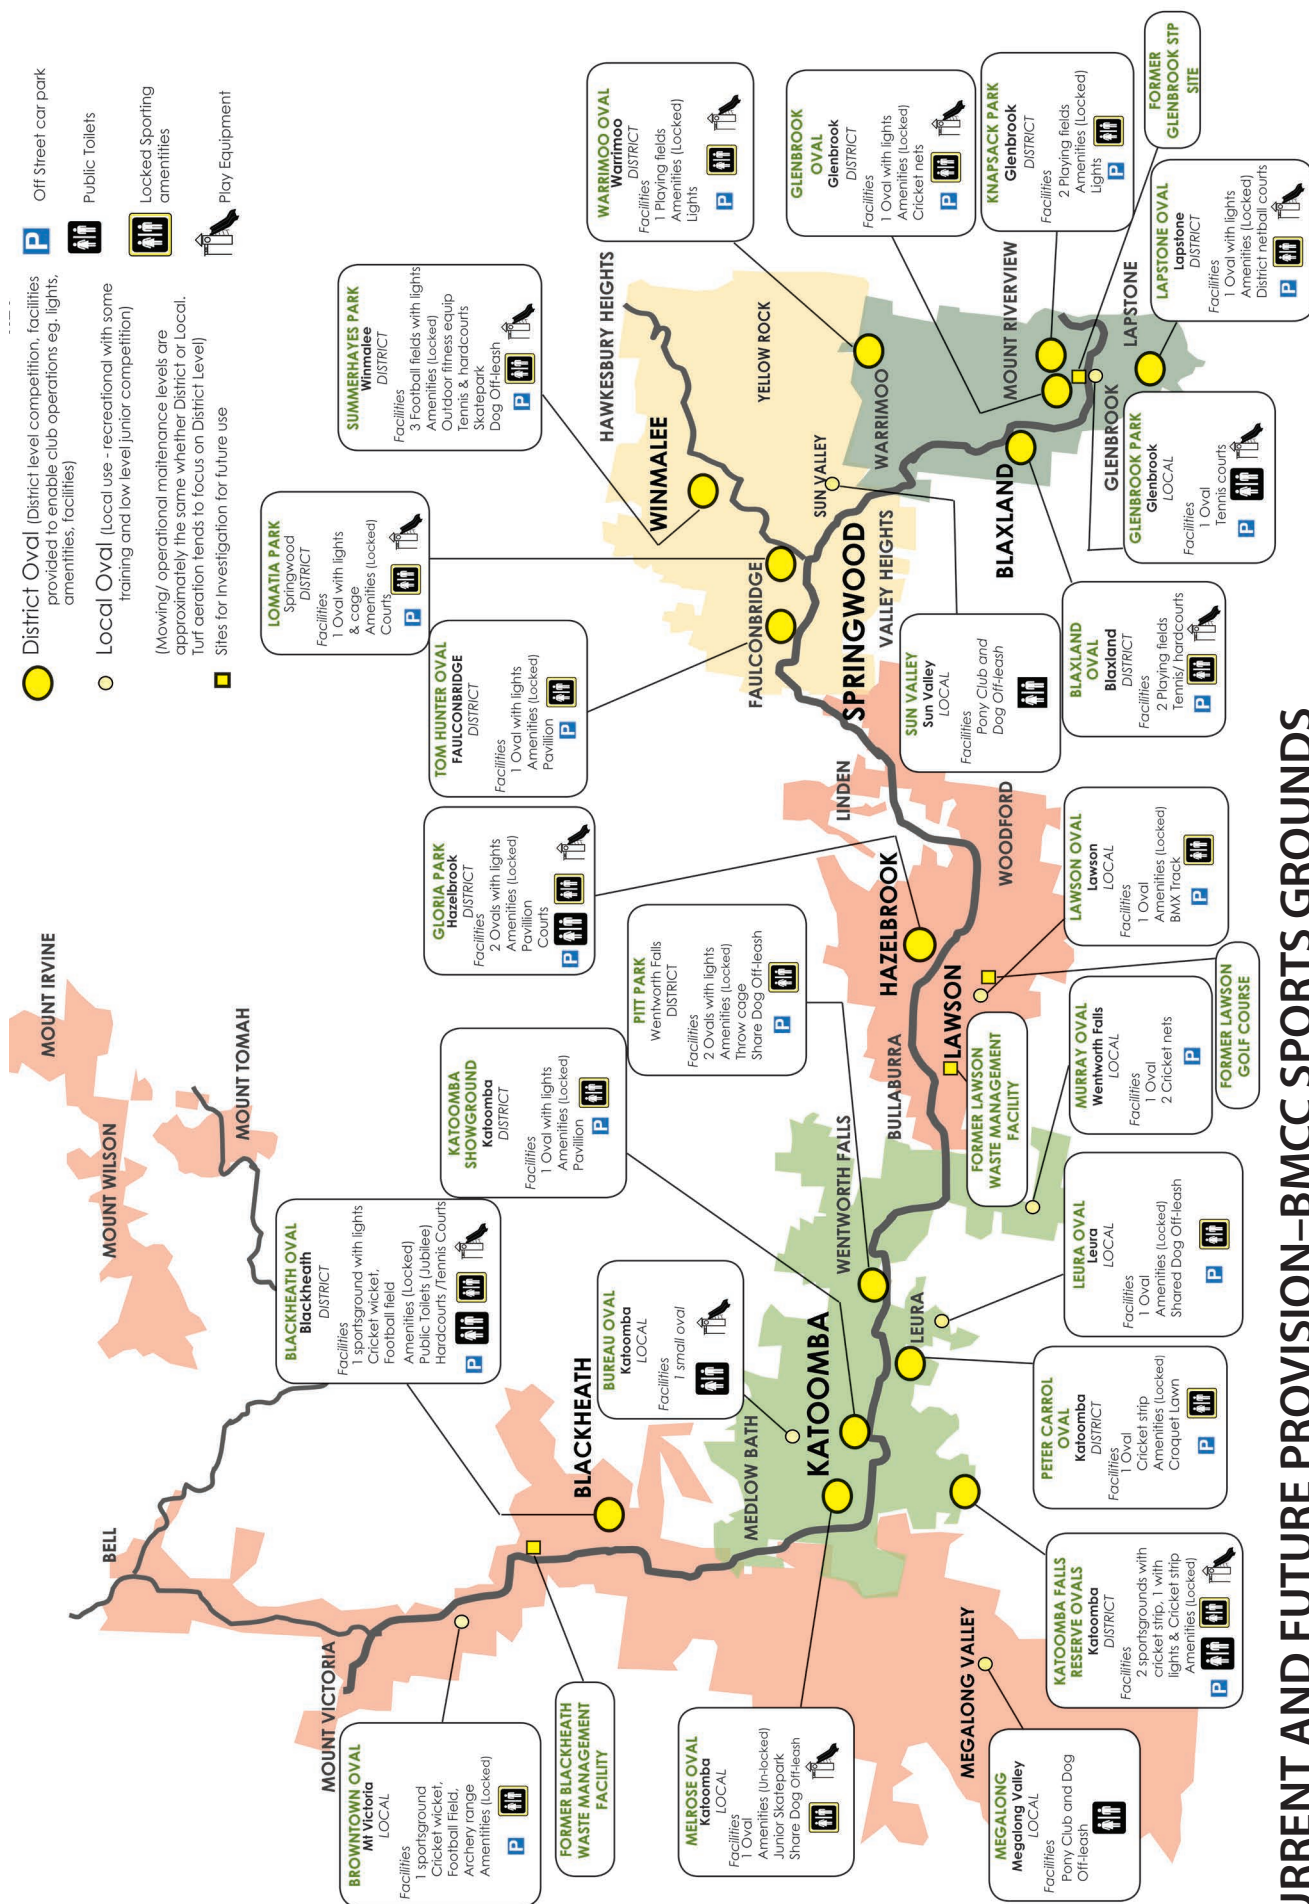 District Oval (District level competition, facilities
provided to enable club operations eg. lights,
amentities, facilities)
Local Oval (Local use - recreational with some
training and low level junior competition)
(Mowing/ operational maitenance levels are
approximately the same whether District or Local.
Turf aeration tends to focus on District Level)
Sites for Investigation for future use
P
Off Street car park
Public Toilets
Locked Sporting
amentities
Play Equipment
MOUNT IRVINE
MOUNT WILSON
MOUNT TOMAH
BELL
MOUNT VICTORIA
BLACKHEATH
MEDLOW BATH
KATOOMBA
MEGALONG VALLEY
LEURA
WENTWORTH FALLS
BULLABURRA
LAWSON
HAZELBROOK
WOODFORD
LINDEN
FAULCONBRIDGE
SPRINGWOOD
WINMALEE
HAWKESBURY HEIGHTS
YELLOW ROCK
SUN VALLEY
VALLEY HEIGHTS
WARRIMOO
BLAXLAND
MOUNT RIVERVIEW
GLENBROOK
LAPSTONE
BROWNTOWN OVAL
Mt Victoria
LOCAL
Facilities
1 sportsground
Cricket wicket,
Football Field,
Archery range
Amentities (Locked)
P
FORMER BLACKHEATH
WASTE MANAGEMENT
FACILITY
BLACKHEATH OVAL
Blackheath
DISTRICT
Facilities
1 sportsground with lights
Cricket wicket,
Football field
Amenities (Locked)
Public Toilets (Jubilee)
Hardcourts /Tennis Courts
P
BUREAU OVAL
Katoomba
LOCAL
Facilities
1 small oval
KATOOMBA
SHOWGROUND
Katoomba
DISTRICT
Facilities
1 Oval with lights
Amenities (Locked)
Pavillion
P
MELROSE OVAL
Katoomba
LOCAL
Facilities
1 Oval
Amenities (Un-locked)
Junior Skatepark
Share Dog Off-leash
MEGALONG
Megalong Valley
LOCAL
Facilities
Pony Club and Dog
Off-leash
KATOOMBA FALLS
RESERVE OVALS
Katoomba
DISTRICT
Facilities
2 sportsgrounds with
cricket strip, 1 with
lights & Cricket strip
Amenities (Locked)
P
PETER CARROL
OVAL
Katoomba
DISTRICT
Facilities
1 Oval
Cricket strip
Amenities (Locked)
Croquet Lawn
P
LEURA OVAL
Leura
LOCAL
Facilities
1 Oval
Amenities (Locked)
Shared Dog Off-leash
P
PITT PARK
Wentworth Falls
DISTRICT
Facilities
2 Ovals with lights
Amenities (Locked)
Throw cage
Share Dog Off-leash
P
MURRAY OVAL
Wentworth Falls
LOCAL
Facilities
1 Oval
2 Cricket nets
P
FORMER LAWSON
WASTE MANAGEMENT
FACILITY
FORMER LAWSON
GOLF COURSE
LAWSON OVAL
Lawson
LOCAL
Facilities
1 Oval
Amenities (Locked)
BMX Track
P
GLORIA PARK
Hazelbrook
DISTRICT
Facilities
2 Ovals with lights
Amenities (Locked)
Pavillion
Courts
P
TOM HUNTER OVAL
FAULCONBRIDGE
DISTRICT
Facilities
1 Oval with lights
Amenities (Locked)
Pavillion
P
LOMATIA PARK
Springwood
DISTRICT
Facilities
1 Oval with lights
& cage
Amenities (Locked)
Courts
P
SUMMERHAYES PARK
Winmalee
DISTRICT
Facilities
3 Football fields with lights
Amenities (Locked)
Outdoor fitness equip
Tennis & hardcourts
Skatepark
Dog Off-leash
P
SUN VALLEY
Sun Valley
LOCAL
Facilities
Pony Club and
Dog Off-leash
WARRIMOO OVAL
Warrimoo
DISTRICT
Facilities
1 Playing fields
Amenities (Locked)
Lights
P
BLAXLAND
OVAL
Blaxland
DISTRICT
Facilities
2 Playing fields
Tennis/ hardcourts
P
GLENBROOK
OVAL
Glenbrook
DISTRICT
Facilities
1 Oval with lights
Amenities (Locked)
Cricket nets
P
KNAPSACK PARK
Glenbrook
DISTRICT
Facilities
2 Playing fields
Amenities (Locked)
Lights
P
FORMER
GLENBROOK STP
SITE
GLENBROOK PARK
Glenbrook
LOCAL
Facilities
1 Oval
Tennis courts
P
LAPSTONE OVAL
Lapstone
DISTRICT
Facilities
1 Oval with lights
Amenities (Locked)
District netball courts
P
URRENT AND FUTURE PROVISION–BMCC SPORTS GROUNDS